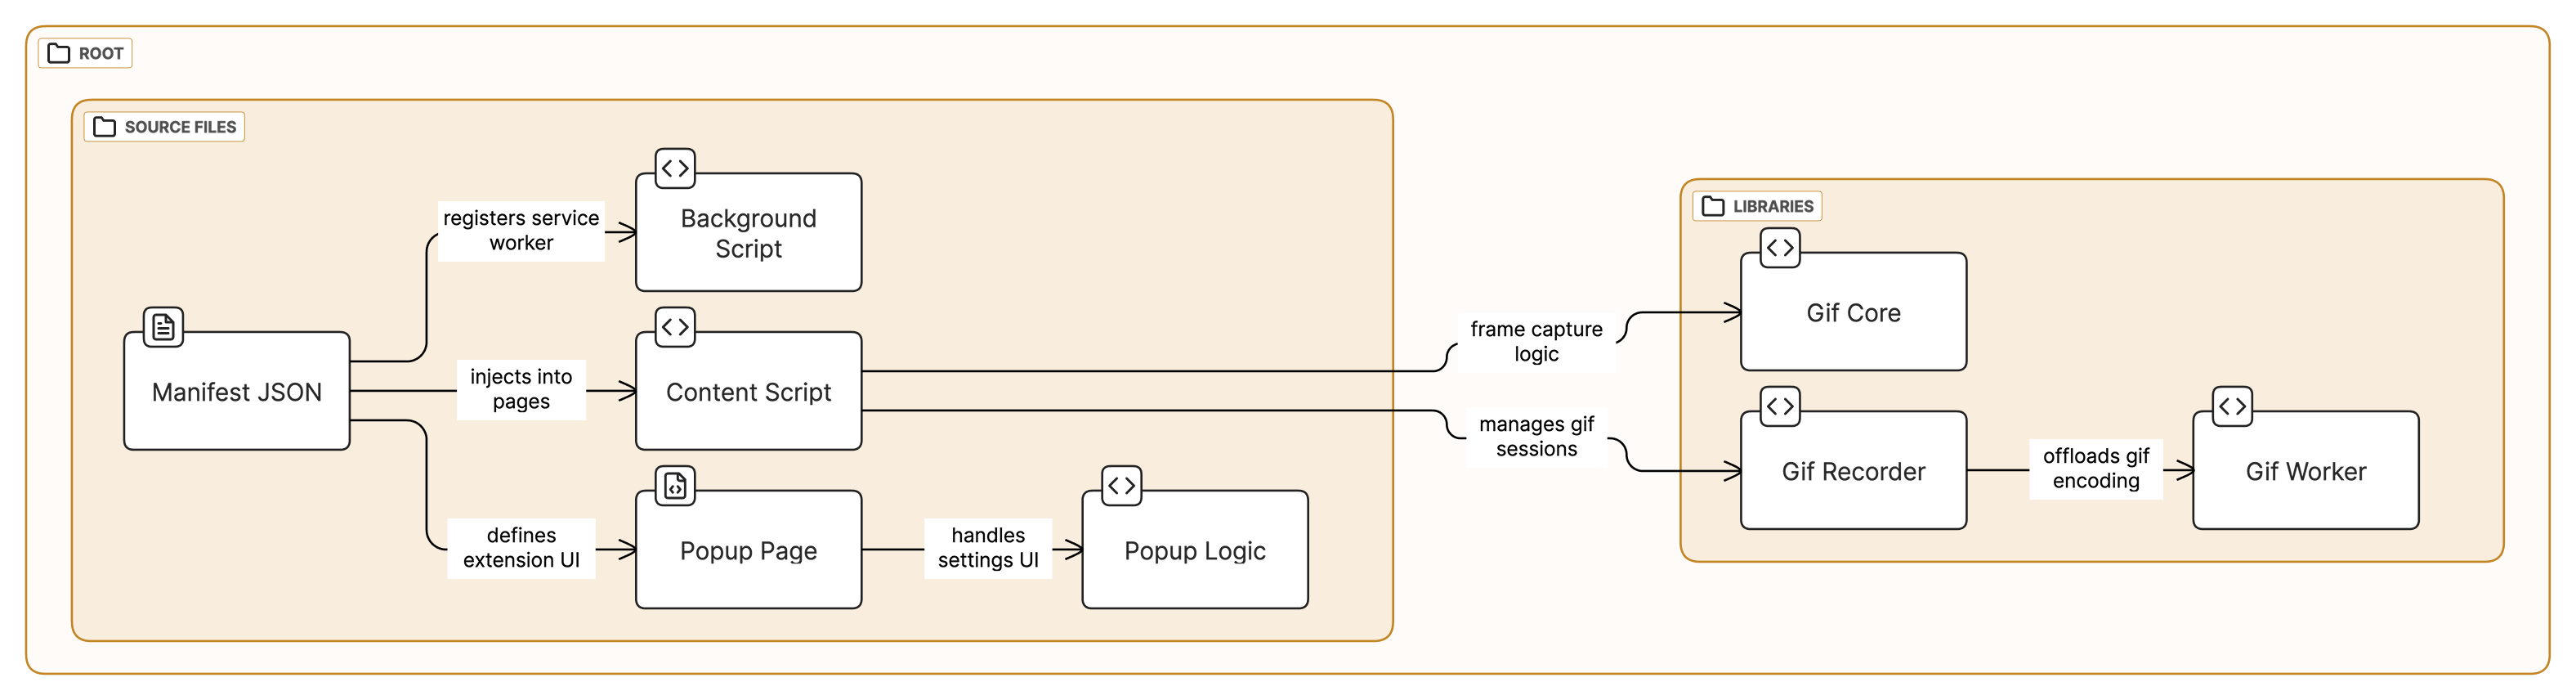 ROOT
SOURCE FILES
registers service
worker
Background
Script
Manifest JSON
injects into
pages
Content Script
defines
extension UI
Popup Page
handles
settings UI
Popup Logic
frame capture
logic
manages gif
sessions
LIBRARIES
Gif Core
Gif Recorder
offloads gif
encoding
Gif Worker